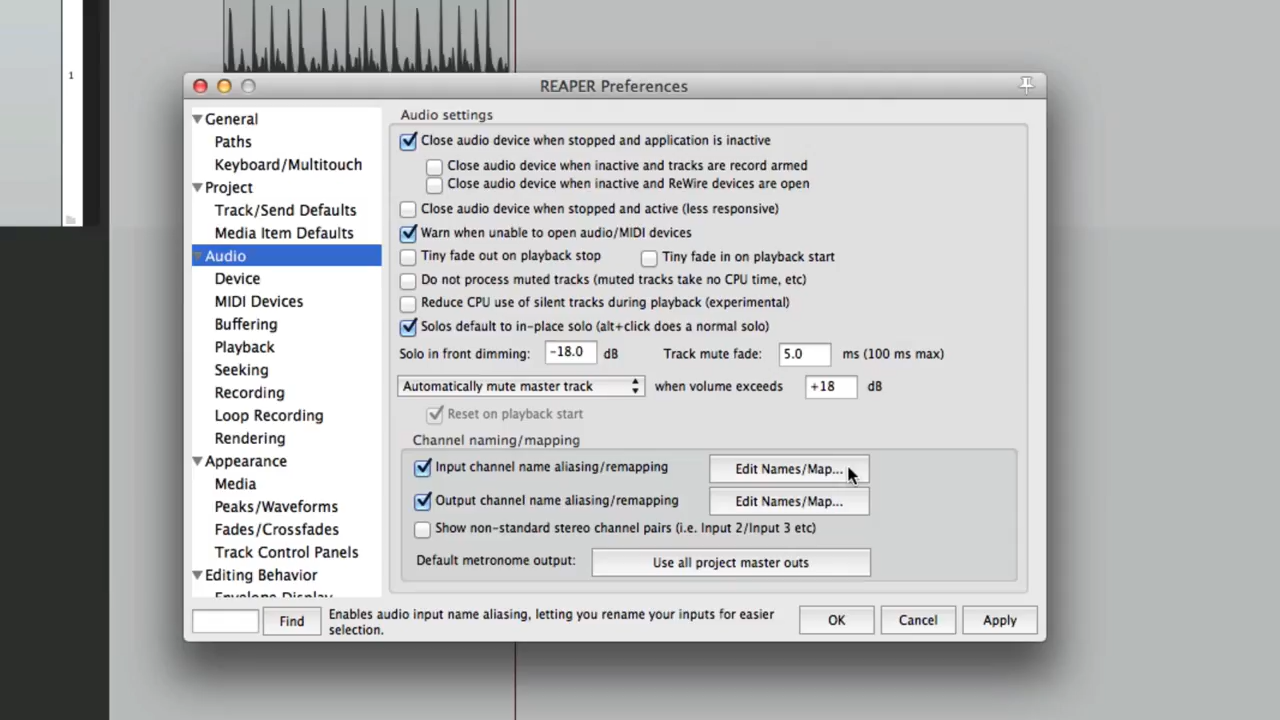 1
REAPER Preferences
General
Paths
Keyboard/Multitouch
Project
Track/Send Defaults
Media Item Defaults
Audio
Device
MIDI Devices
Buffering
Playback
Seeking
Recording
Loop Recording
Rendering
Appearance
Media
Peaks/Waveforms
Fades/Crossfades
Track Control Panels
Editing Behavior
Envelope Display
Audio settings
Close audio device when stopped and application is inactive
Close audio device when inactive and tracks are record armed
Close audio device when inactive and ReWire devices are open
Close audio device when stopped and active (less responsive)
Warn when unable to open audio/MIDI devices
Tiny fade out on playback stop Tiny fade in on playback start
Do not process muted tracks (muted tracks take no CPU time, etc)
Reduce CPU use of silent tracks during playback (experimental)
Solos default to in-place solo (alt+click does a normal solo)
Solo in front dimming: -18.0 dB Track mute fade: 5.0 ms (100 ms max)
Automatically mute master track when volume exceeds +18 dB
Reset on playback start
Channel naming/mapping
Input channel name aliasing/remapping Edit Names/Map...
Output channel name aliasing/remapping Edit Names/Map...
Show non-standard stereo channel pairs (i.e. Input 2/Input 3 etc)
Default metronome output: Use all project master outs
Find
Enables audio input name aliasing, letting you rename your inputs for easier
selection.
OK Cancel Apply